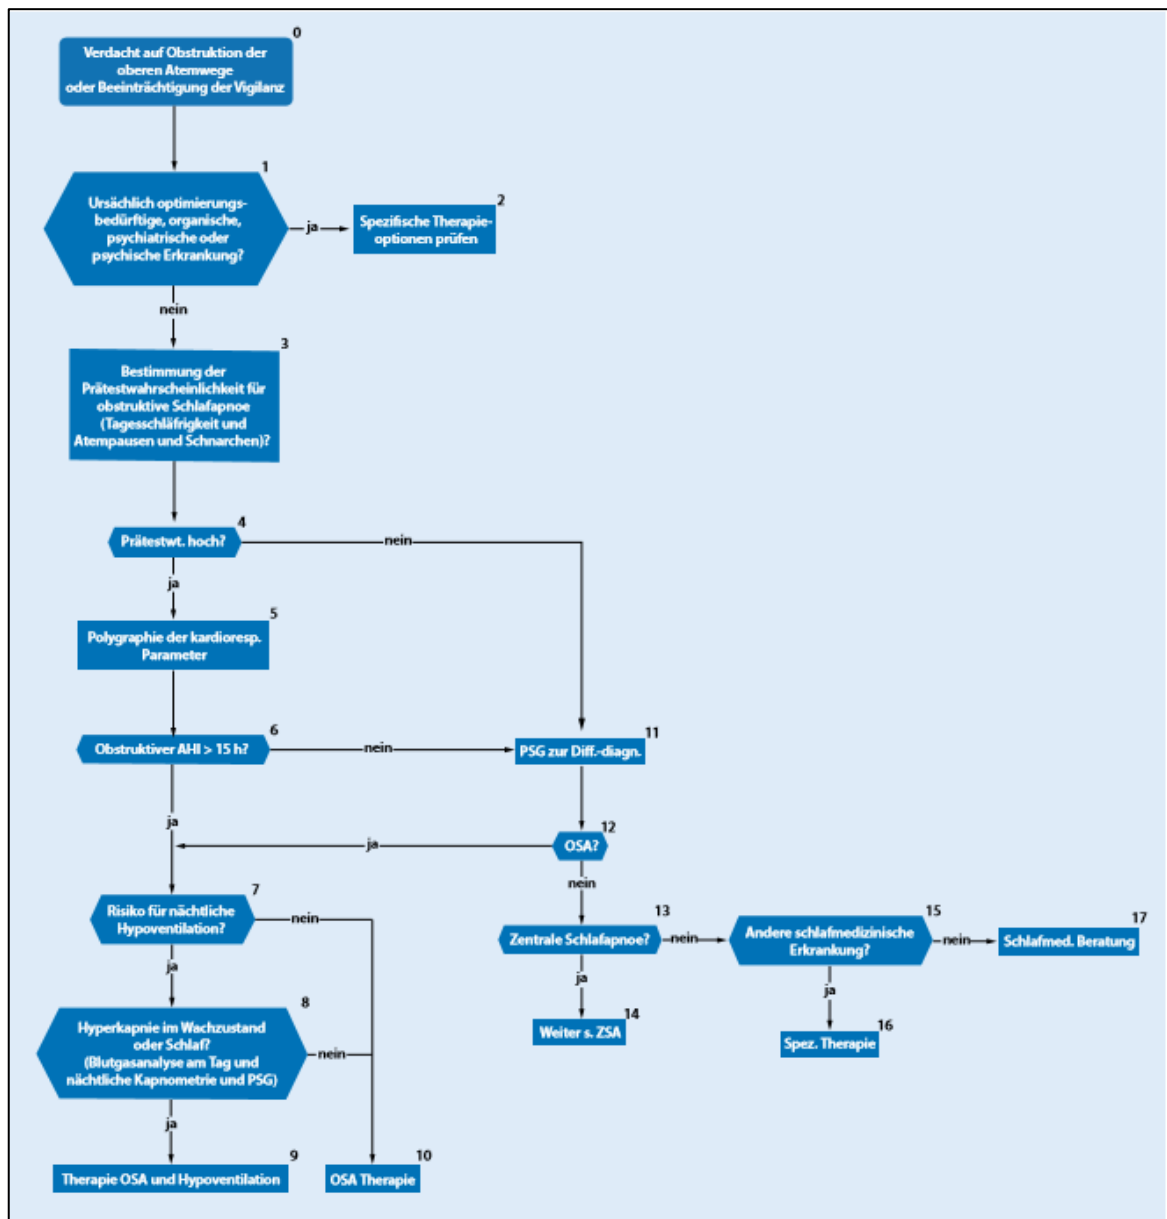 0
Verdacht auf Obstruktion der
oberen Atemwege
oder Beeinträchtigung der Vigilanz
1
Ursächlich optimierungs-
bedürftige, organische,
psychiatrische oder
psychische Erkrankung?
ja
2
Spezifische Therapie-
optionen prüfen
nein
3
Bestimmung der
Prätestwahrscheinlichkeit für
obstruktive Schlafapnoe
(Tagesschläfrigkeit und
Atempausen und Schnarchen)?
4
Prätestwt. hoch?
nein
ja
5
Polygraphie der kardioresp.
Parameter
6
Obstruktiver AHI > 15 h?
nein
11
PSG zur Diff.-diagn.
ja
12
OSA?
ja
nein
7
Risiko für nächtliche
Hypoventilation?
nein
13
Zentrale Schlafapnoe?
nein
15
Andere schlafmedizinische
Erkrankung?
nein
17
Schlafmed. Beratung
ja
ja
ja
14
Weiter s. ZSA
16
Spez. Therapie
8
Hyperkapnie im Wachzustand
oder Schlaf?
(Blutgasanalyse am Tag und
nächtliche Kapnometrie und PSG)
nein
ja
9
Therapie OSA und Hypoventilation
10
OSA Therapie